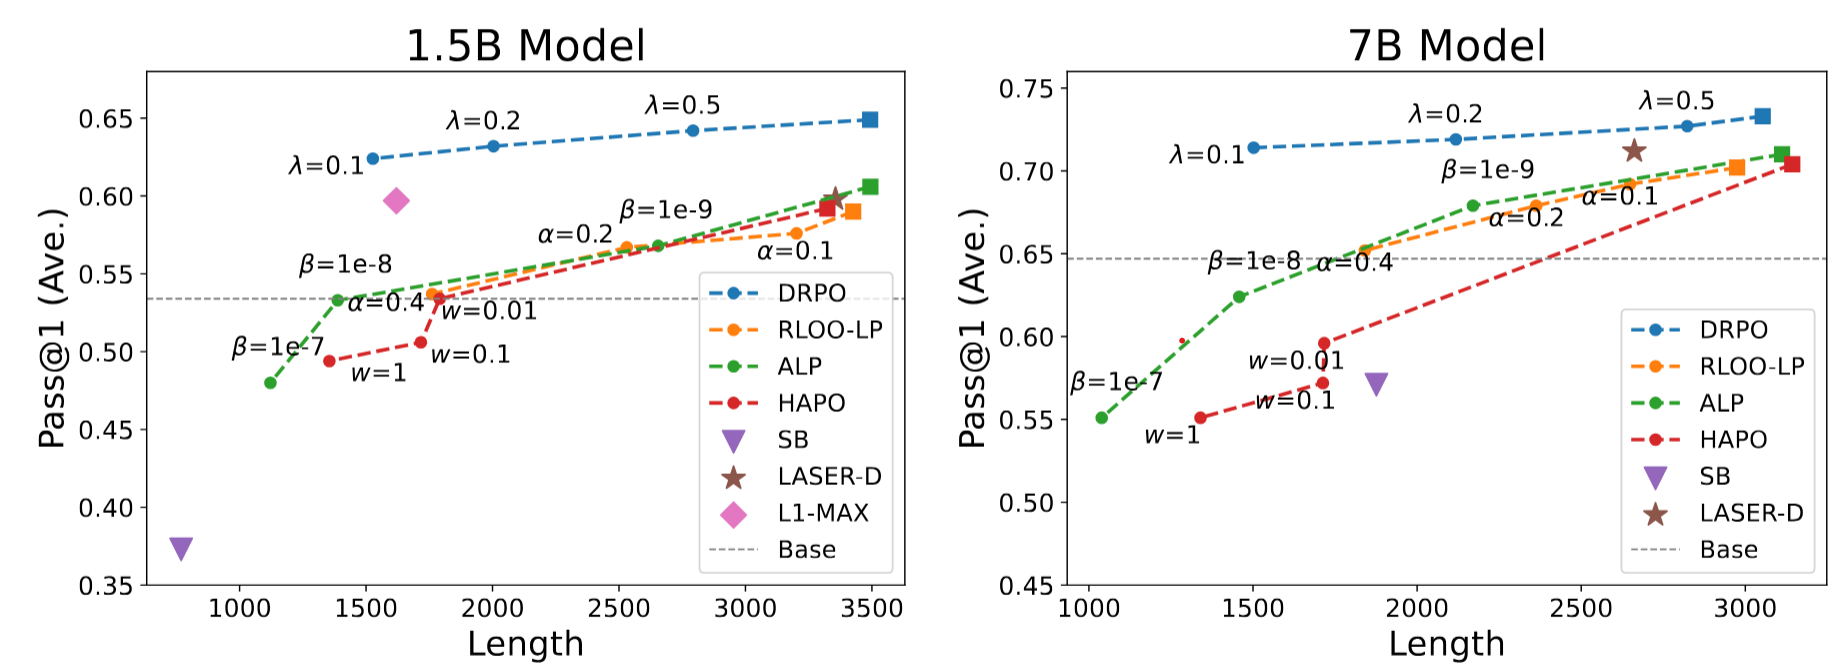 1.5B Model
0.65
0.60
0.55
0.50
0.45
0.40
0.35
Pass@1 (Ave.)
λ=0.5
λ=0.2
λ=0.1
β=1e-9
α=0.2
α=0.1
β=1e-8
α=0.4
w=0.01
β=1e-7
w=0.1
w=1
DRPO
RLOO-LP
ALP
HAPO
SB
LASER-D
L1-MAX
Base
1000 1500 2000 2500 3000 3500
Length
7B Model
0.75
0.70
0.65
0.60
0.55
0.50
0.45
Pass@1 (Ave.)
λ=0.5
λ=0.2
λ=0.1
β=1e-9
α=0.1
α=0.2
β=1e-8
α=0.4
w=0.01
β=1e-7
w=0.1
w=1
DRPO
RLOO-LP
ALP
HAPO
SB
LASER-D
Base
1000 1500 2000 2500 3000
Length